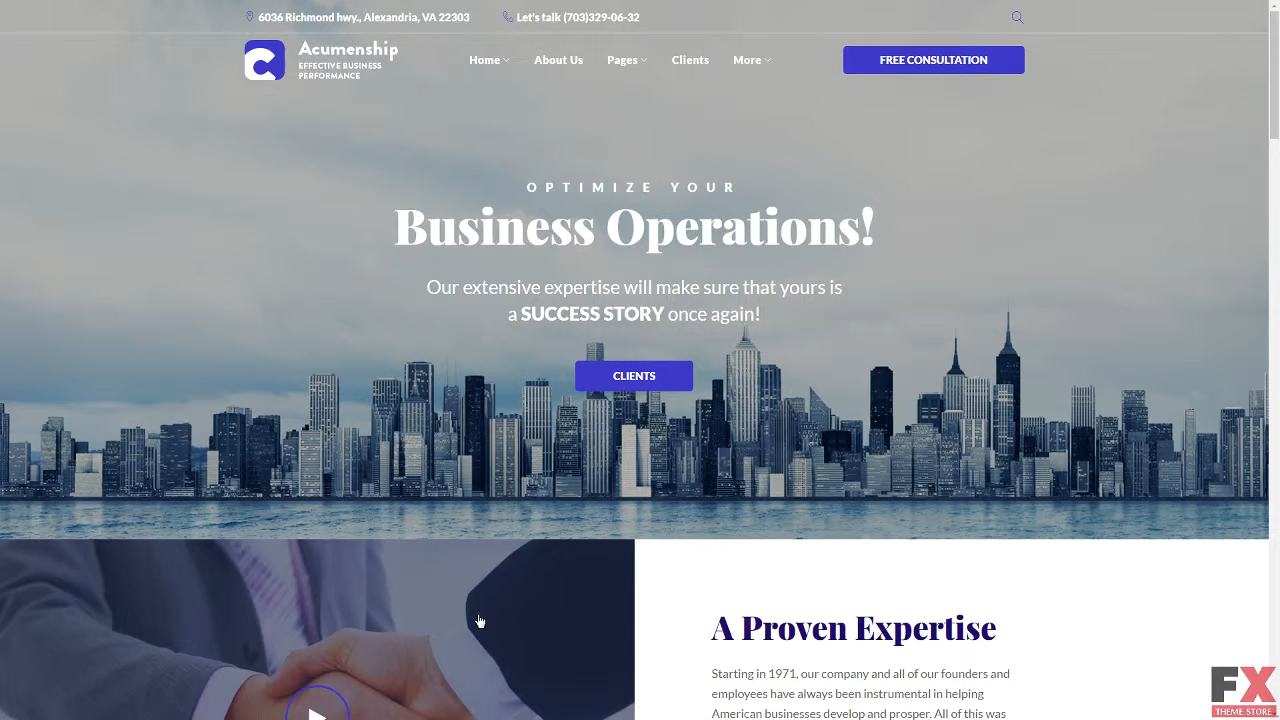 6036 Richmond hwy., Alexandria, VA 22303
Let's talk (703)329-06-32
Acumenship
EFFECTIVE BUSINESS
PERFORMANCE
Home
About Us
Pages
Clients
More
FREE CONSULTATION
OPTIMIZE YOUR
Business Operations!
Our extensive expertise will make sure that yours is
a SUCCESS STORY once again!
CLIENTS
A Proven Expertise
Starting in 1971, our company and all of our founders and
employees have always been instrumental in helping
American businesses develop and prosper. All of this was
FX
THEME STORE